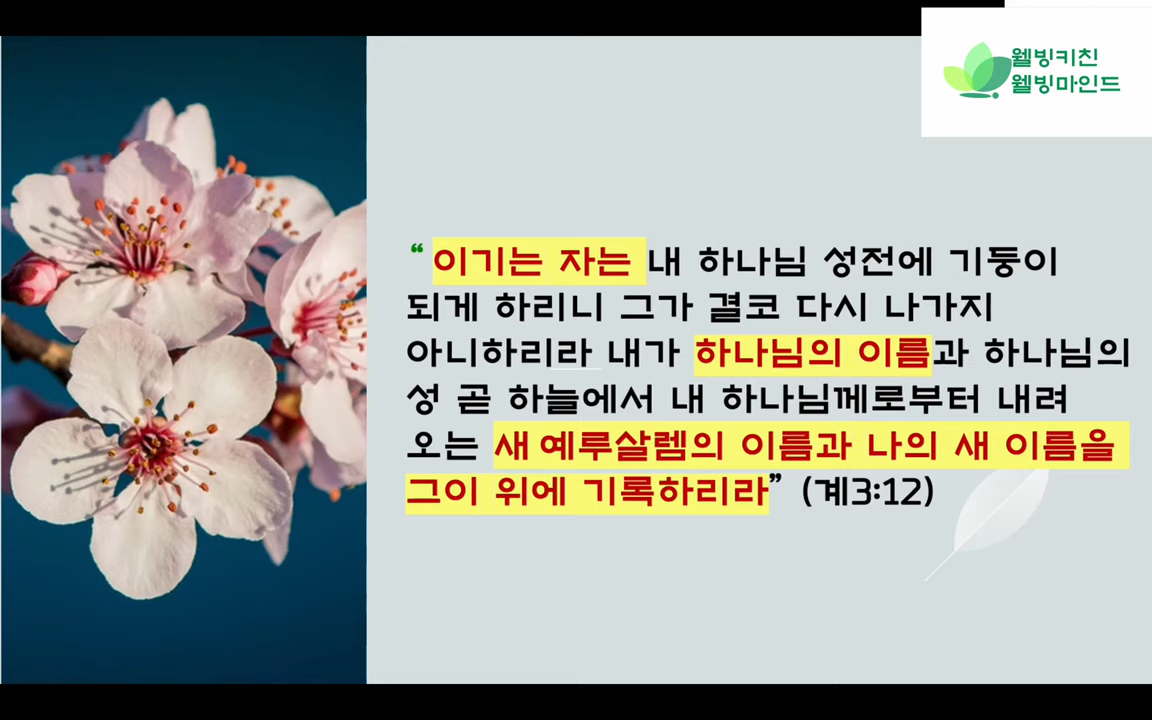 웰빙키친
웰빙마인드
“ 이기는 자는 내 하나님 성전에 기둥이
되게 하리니 그가 결코 다시 나가지
아니하리라 내가 하나님의 이름과 하나님의
성 곧 하늘에서 내 하나님께로부터 내려
오는 새 예루살렘의 이름과 나의 새 이름을
그이 위에 기록하리라” (계3:12)